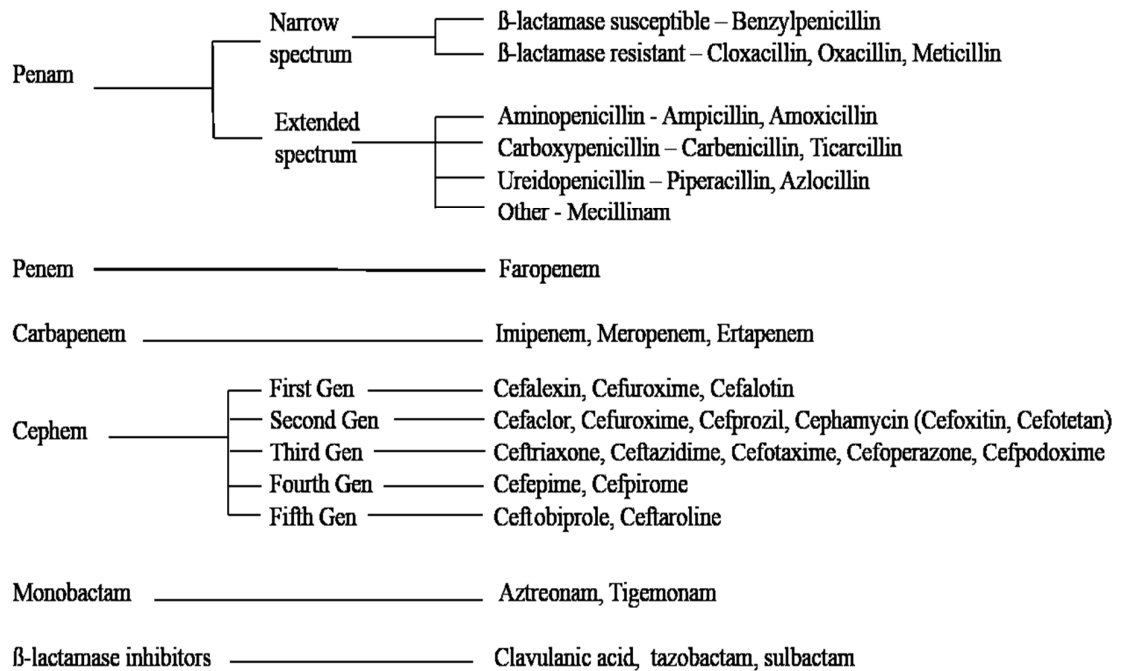 Narrow spectrum
ß-lactamase susceptible – Benzylpenicillin
ß-lactamase resistant – Cloxacillin, Oxacillin, Meticillin
Penam
Extended spectrum
Aminopenicillin - Ampicillin, Amoxicillin
Carboxypenicillin – Carbenicillin, Ticarcillin
Ureidopenicillin – Piperacillin, Azlocillin
Other - Mecillinam
Penem
Faropenem
Carbapenem
Imipenem, Meropenem, Ertapenem
Cephem
First Gen
Cefalexin, Cefuroxime, Cefalotin
Second Gen
Cefaclor, Cefuroxime, Cefprozil, Cephamycin (Cefoxitin, Cefotetan)
Third Gen
Ceftriaxone, Ceftazidime, Cefotaxime, Cefoperazone, Cefpodoxime
Fourth Gen
Cefepime, Cefpirome
Fifth Gen
Ceftobiprole, Ceftaroline
Monobactam
Aztreonam, Tigemonam
ß-lactamase inhibitors
Clavulanic acid, tazobactam, sulbactam